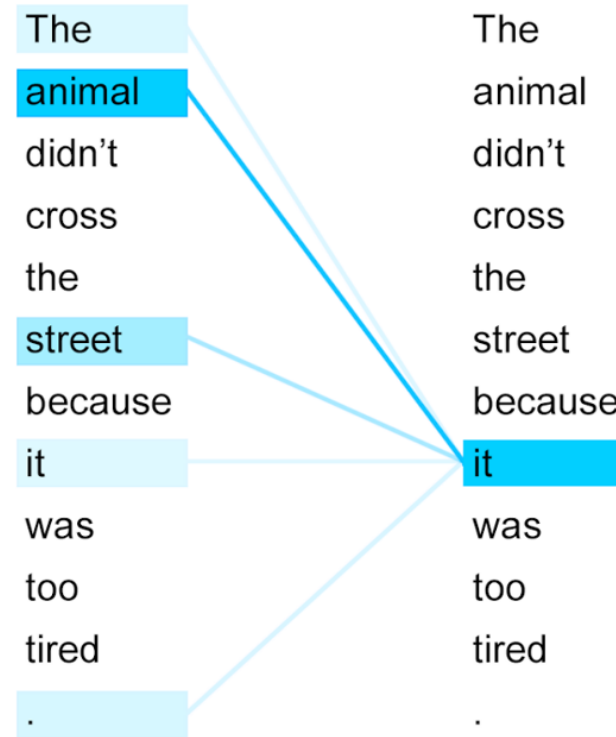 The
animal
didn’t
cross
the
street
because
it
was
too
tired
.
The
animal
didn’t
cross
the
street
because
it
was
too
tired
.